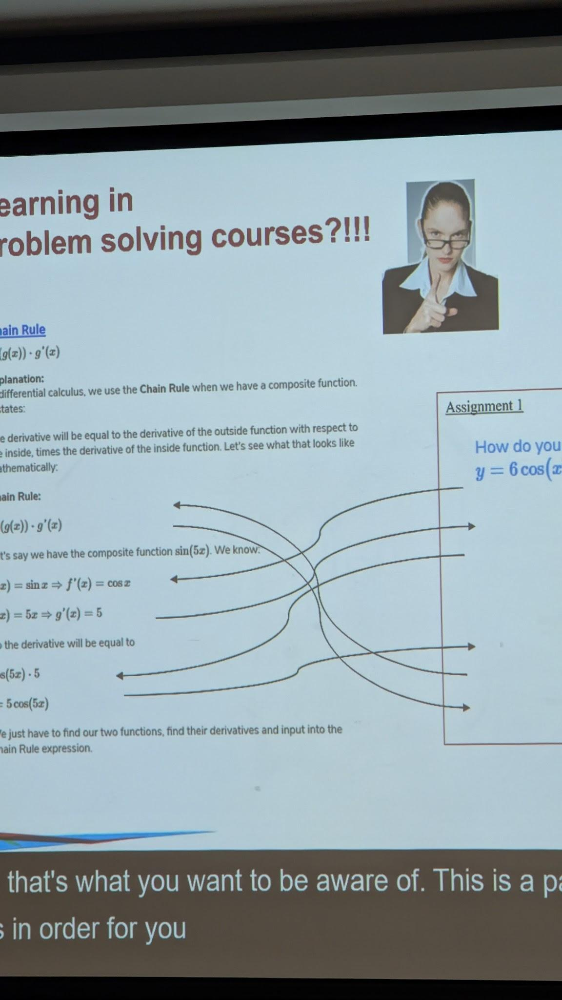 earning in
roblem solving courses?!!!
ain Rule
(g(x)) · g'(x)
planation:
differential calculus, we use the Chain Rule when we have a composite function.
states:
e derivative will be equal to the derivative of the outside function with respect to
e inside, times the derivative of the inside function. Let's see what that looks like
athematically:
ain Rule:
(g(x)) · g'(x)
t's say we have the composite function sin(5x). We know:
x) = sin x ⇒ f'(x) = cos x
x) = 5x ⇒ g'(x) = 5
o the derivative will be equal to
s(5x) · 5
= 5 cos(5x)
We just have to find our two functions, find their derivatives and input into the
hain Rule expression.
Assignment 1
How do you
y = 6 cos(x
that's what you want to be aware of. This is a pa
s in order for you